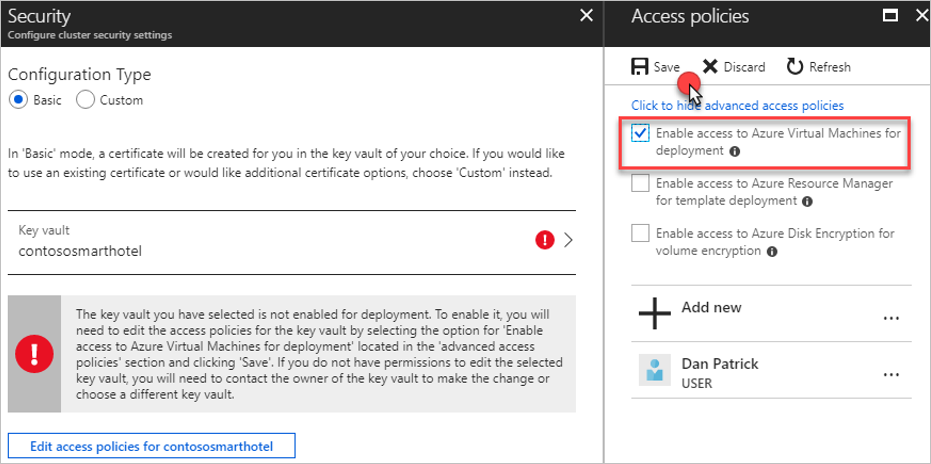 Security
Configure cluster security settings
Configuration Type
Basic
Custom
In 'Basic' mode, a certificate will be created for you in the key vault of your choice. If you would like
to use an existing certificate or would like additional certificate options, choose 'Custom' instead.
Key vault
contososmarthotel
The key vault you have selected is not enabled for deployment. To enable it, you will
need to edit the access policies for the key vault by selecting the option for 'Enable
access to Azure Virtual Machines for deployment' located in the 'advanced access
policies' section and clicking 'Save'. If you do not have permissions to edit the selected
key vault, you will need to contact the owner of the key vault to make the change or
choose a different key vault.
Edit access policies for contososmarthotel
Access policies
Save
Discard
Refresh
Click to hide advanced access policies
Enable access to Azure Virtual Machines for
deployment
Enable access to Azure Resource Manager
for template deployment
Enable access to Azure Disk Encryption for
volume encryption
Add new
...
Dan Patrick
USER
...